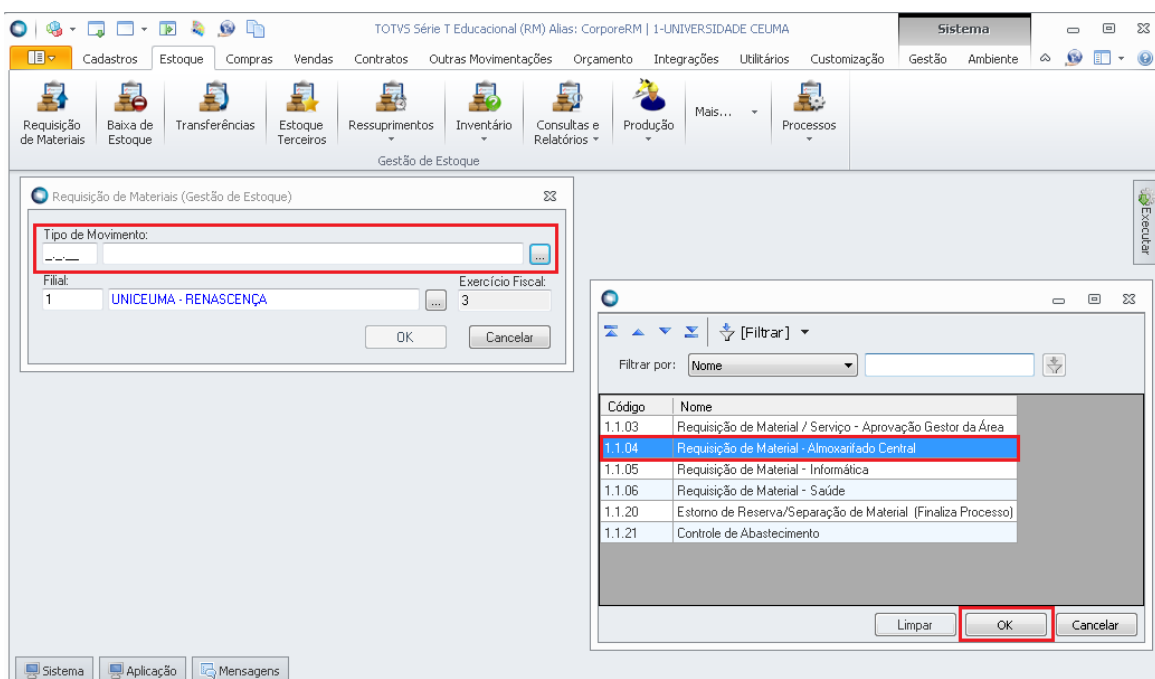 TOTVS Série T Educacional (RM) Alias: CorporeRM | 1-UNIVERSIDADE CEUMA
Sistema
Cadastros Estoque Compras Vendas Contratos Outras Movimentações Orçamento Integrações Utilitários Customização Gestão Ambiente
Requisição de Materiais
Baixa de Estoque
Transferências
Estoque Terceiros
Ressuprimentos
Inventário
Consultas e Relatórios
Produção
Mais...
Processos
Gestão de Estoque
Executar
Requisição de Materiais (Gestão de Estoque)
Tipo de Movimento:
_._.__ ...
Filial: Exercício Fiscal:
1 UNICEUMA - RENASCENÇA ... 3
OK Cancelar
[Filtrar]
Filtrar por: Nome
Código Nome
1.1.03 Requisição de Material / Serviço - Aprovação Gestor da Área
1.1.04 Requisição de Material - Almoxarifado Central
1.1.05 Requisição de Material - Informática
1.1.06 Requisição de Material - Saúde
1.1.20 Estorno de Reserva/Separação de Material (Finaliza Processo)
1.1.21 Controle de Abastecimento
Limpar OK Cancelar
Sistema Aplicação Mensagens